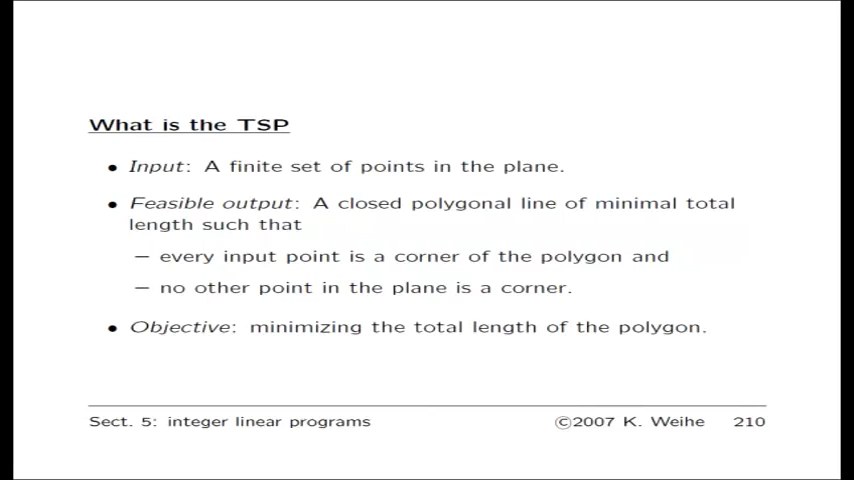 What is the TSP
• Input: A finite set of points in the plane.
• Feasible output: A closed polygonal line of minimal total
length such that
– every input point is a corner of the polygon and
– no other point in the plane is a corner.
• Objective: minimizing the total length of the polygon.
Sect. 5: integer linear programs ©2007 K. Weihe 210